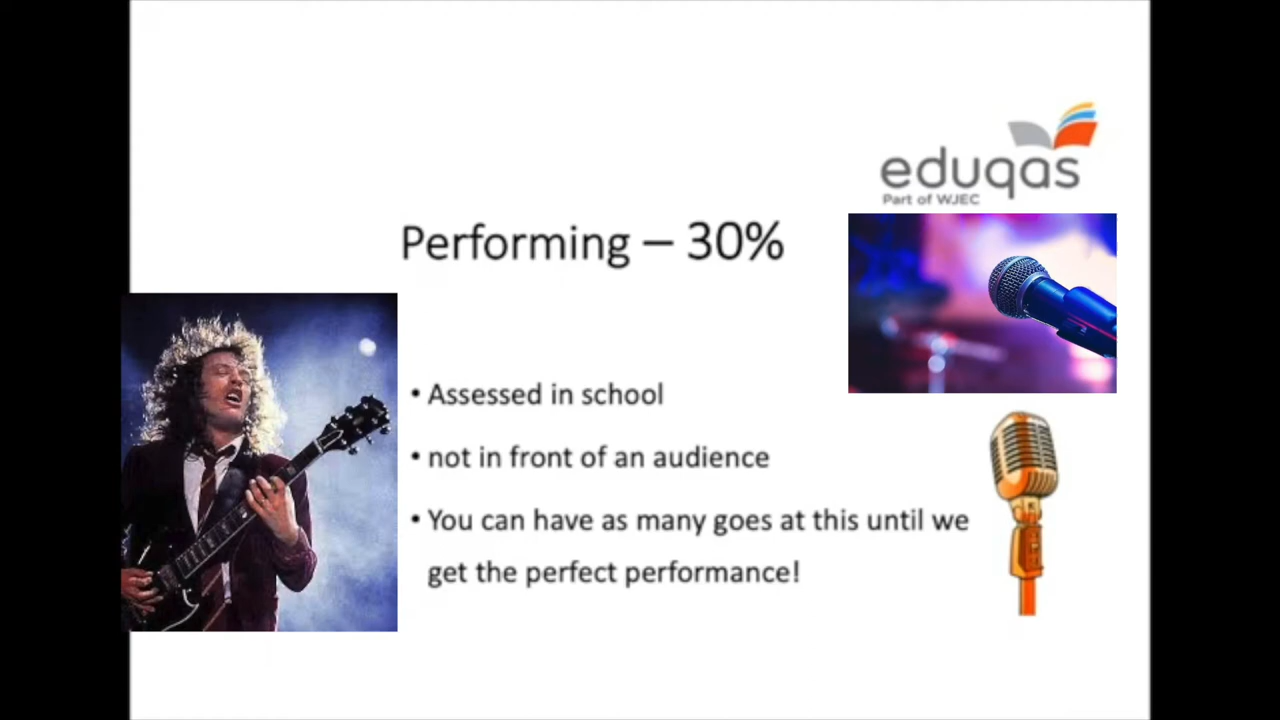 eduqas
Part of WJEC
Performing – 30%
• Assessed in school
• not in front of an audience
• You can have as many goes at this until we
get the perfect performance!